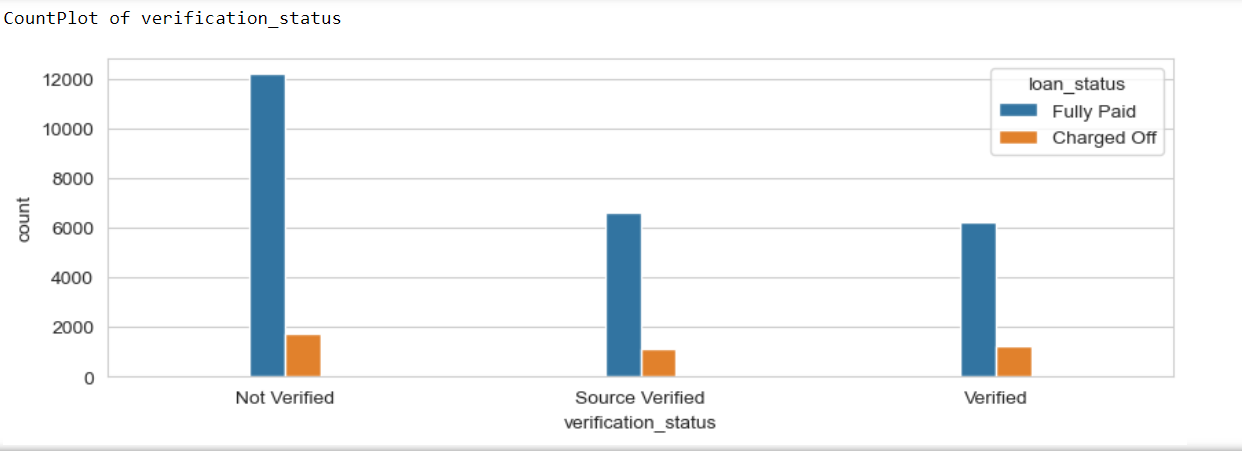 CountPlot of verification_status
loan_status
Fully Paid
Charged Off
12000
10000
8000
6000
4000
2000
0
count
Not Verified Source Verified Verified
verification_status